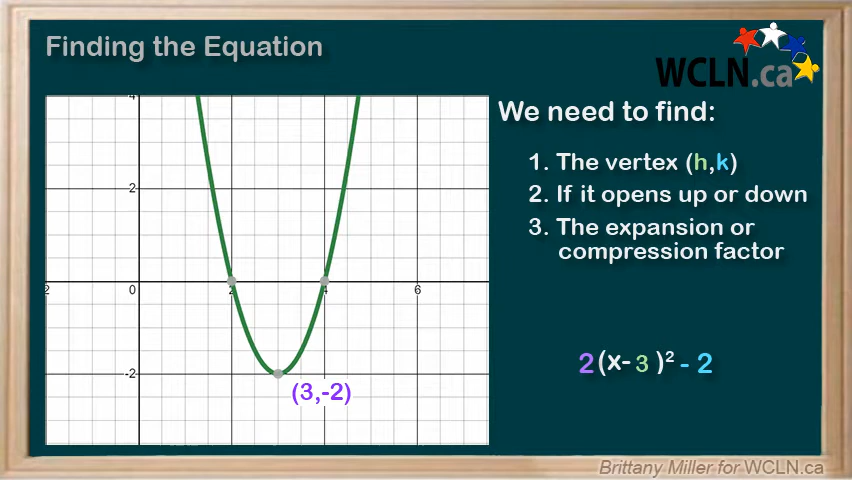 Finding the Equation
WCLN.ca
We need to find:
1. The vertex (h,k)
2. If it opens up or down
3. The expansion or
compression factor
4
2
2
0
2
4
6
-2
(3,-2)
2(x-3)² - 2
Brittany Miller for WCLN.ca